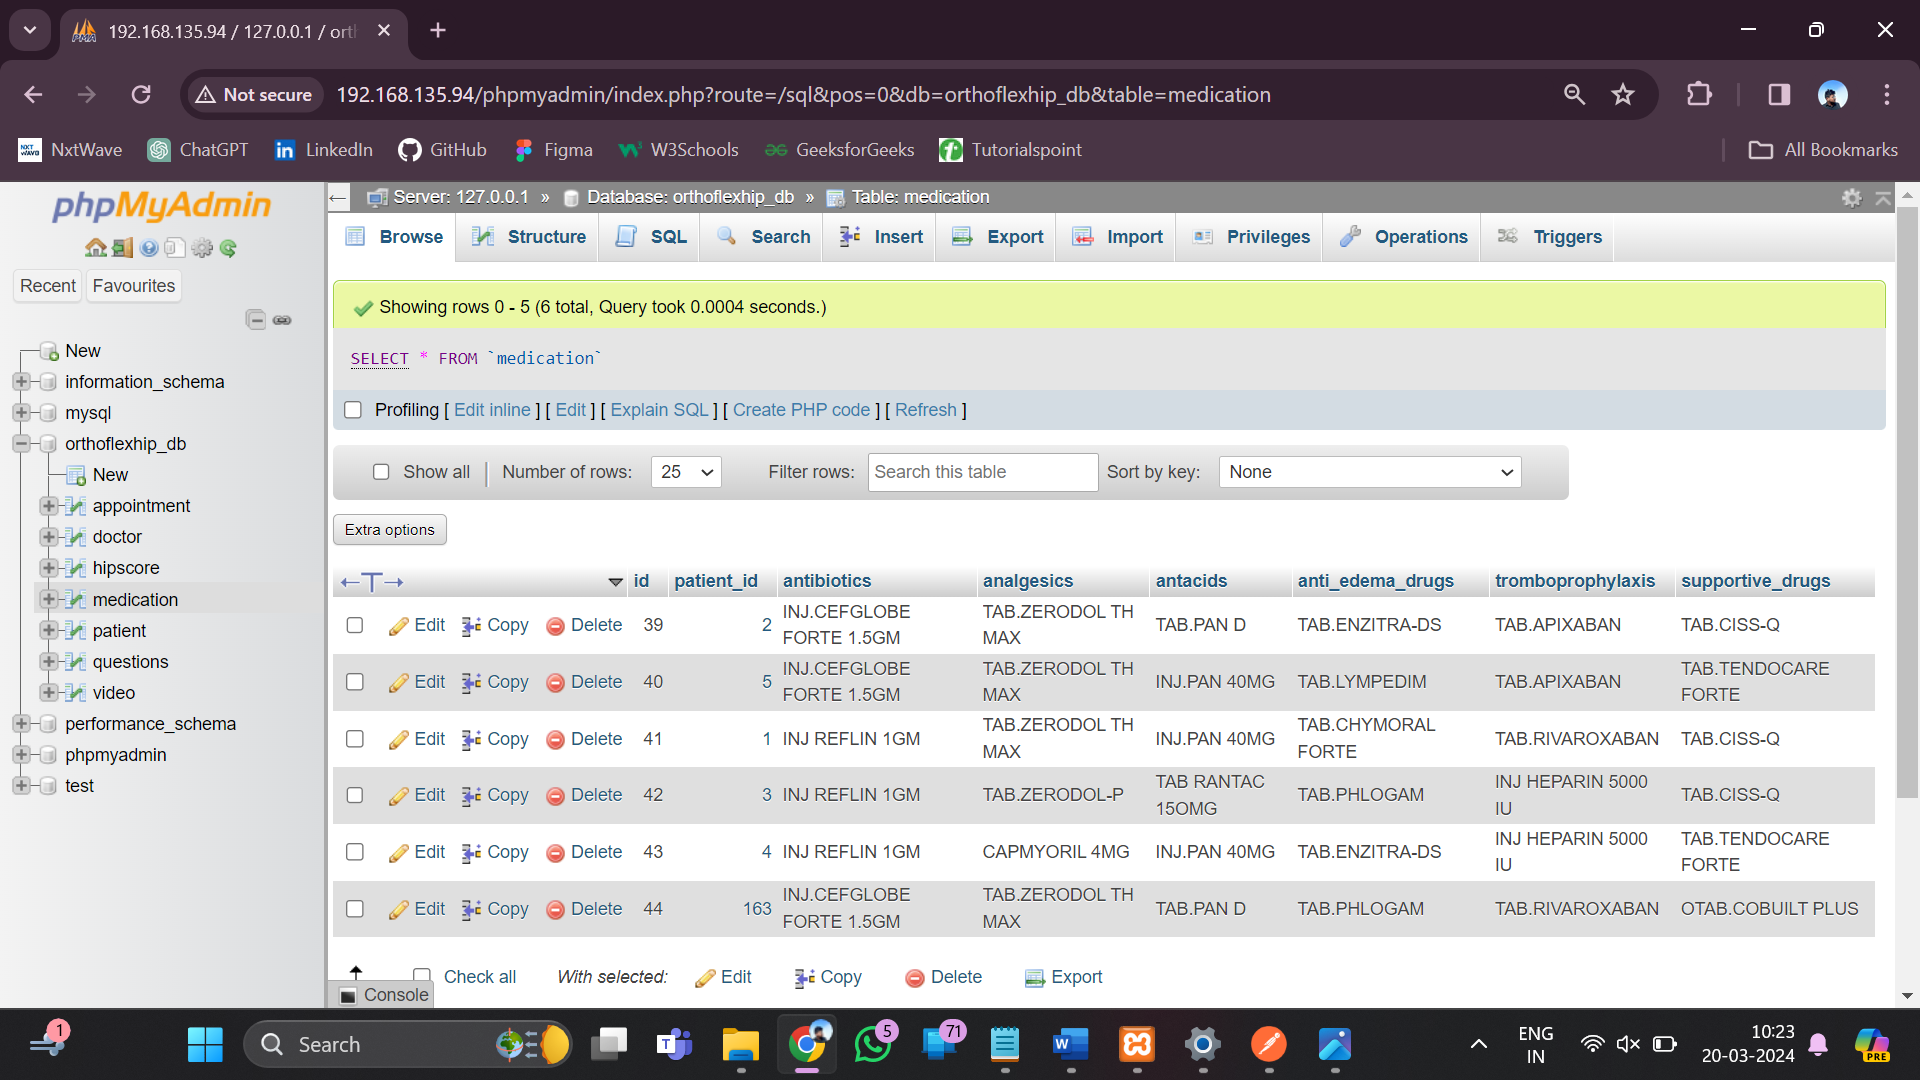 192.168.135.94 / 127.0.0.1 / orth
Not secure
192.168.135.94/phpmyadmin/index.php?route=/sql&pos=0&db=orthoflexhip_db&table=medication
NxtWave
ChatGPT
LinkedIn
GitHub
Figma
W3Schools
GeeksforGeeks
Tutorialspoint
All Bookmarks
phpMyAdmin
Recent
Favourites
New
information_schema
mysql
orthoflexhip_db
New
appointment
doctor
hipscore
medication
patient
questions
video
performance_schema
phpmyadmin
test
Server: 127.0.0.1 » Database: orthoflexhip_db » Table: medication
Browse
Structure
SQL
Search
Insert
Export
Import
Privileges
Operations
Triggers
Showing rows 0 - 5 (6 total, Query took 0.0004 seconds.)
SELECT * FROM `medication`
Profiling [ Edit inline ] [ Edit ] [ Explain SQL ] [ Create PHP code ] [ Refresh ]
Show all
Number of rows: 25
Filter rows: Search this table
Sort by key: None
Extra options
id patient_id antibiotics analgesics antacids anti_edema_drugs tromboprophylaxis supportive_drugs
Edit Copy Delete 39 2 INJ.CEFGLOBE FORTE 1.5GM TAB.ZERODOL TH MAX TAB.PAN D TAB.ENZITRA-DS TAB.APIXABAN TAB.CISS-Q
Edit Copy Delete 40 5 INJ.CEFGLOBE FORTE 1.5GM TAB.ZERODOL TH MAX INJ.PAN 40MG TAB.LYMPEDIM TAB.APIXABAN TAB.TENDOCARE FORTE
Edit Copy Delete 41 1 INJ REFLIN 1GM TAB.ZERODOL TH MAX INJ.PAN 40MG TAB.CHYMORAL FORTE TAB.RIVAROXABAN TAB.CISS-Q
Edit Copy Delete 42 3 INJ REFLIN 1GM TAB.ZERODOL-P TAB RANTAC 15OMG TAB.PHLOGAM INJ HEPARIN 5000 IU TAB.CISS-Q
Edit Copy Delete 43 4 INJ REFLIN 1GM CAPMYORIL 4MG INJ.PAN 40MG TAB.ENZITRA-DS INJ HEPARIN 5000 IU TAB.TENDOCARE FORTE
Edit Copy Delete 44 163 INJ.CEFGLOBE FORTE 1.5GM TAB.ZERODOL TH MAX TAB.PAN D TAB.PHLOGAM TAB.RIVAROXABAN OTAB.COBUILT PLUS
Check all With selected: Edit Copy Delete Export
Console
1
Search
5
71
ENG
IN
10:23
20-03-2024
PRE